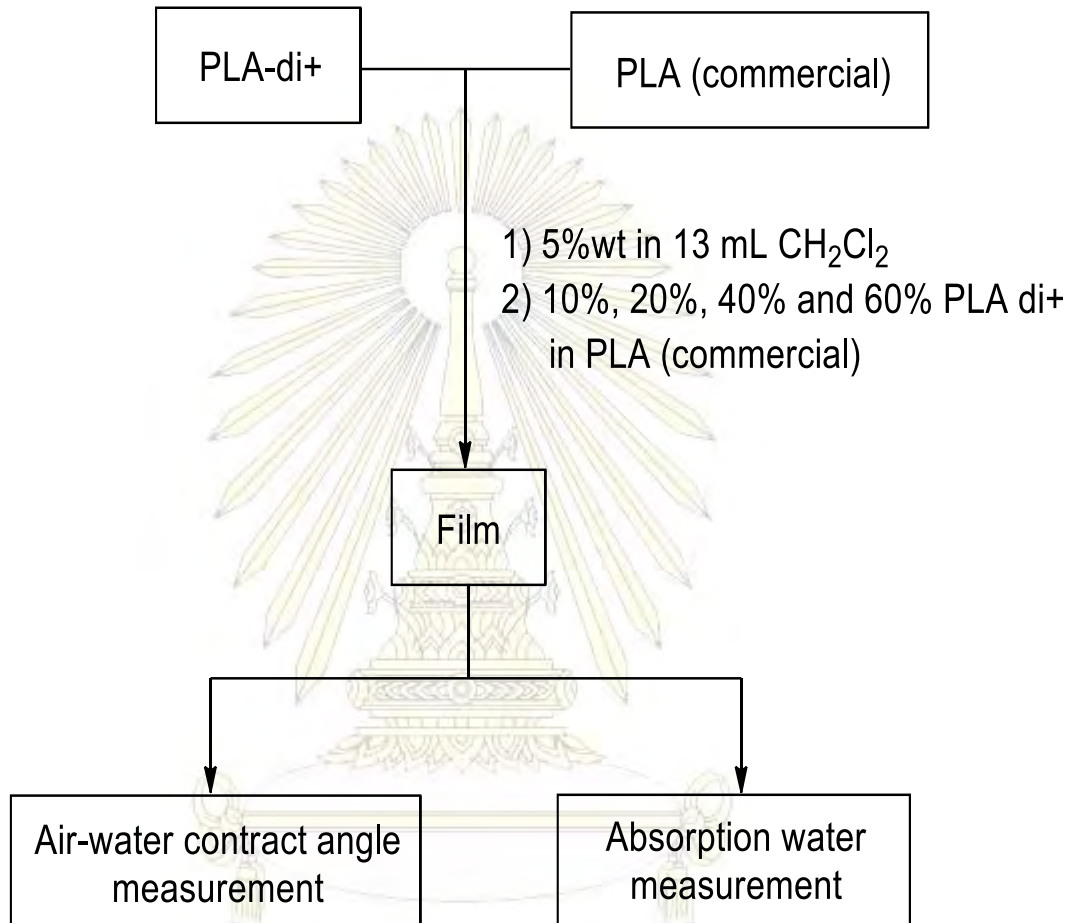 PLA-di+
PLA (commercial)
1) 5%wt in 13 mL CH₂Cl₂
2) 10%, 20%, 40% and 60% PLA di+
in PLA (commercial)
Film
Air-water contract angle
measurement
Absorption water
measurement